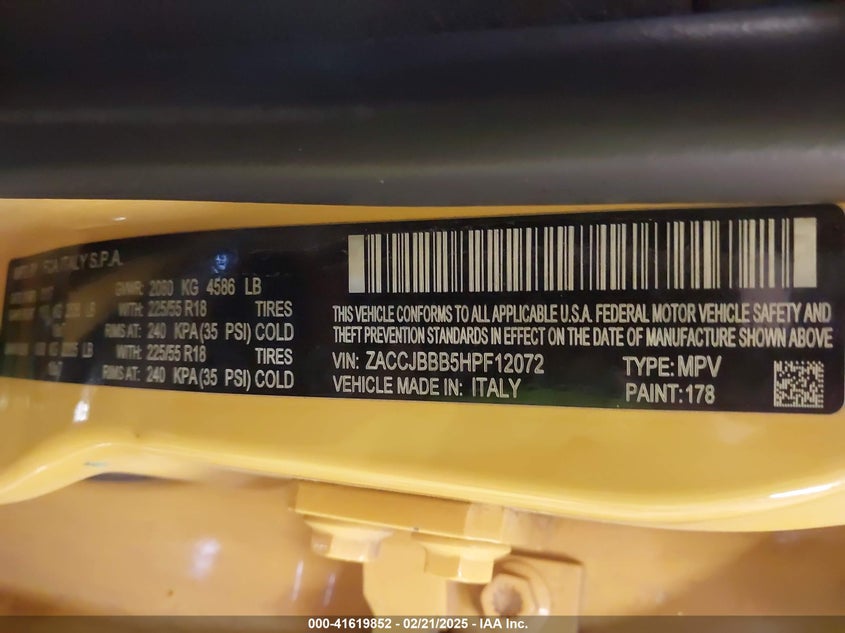 FCA ITALY S.P.A.
GVWR: 2080 KG 4586 LB
WITH: 225/55 R18 TIRES
RIMS AT: 240 KPA(35 PSI) COLD
WITH: 225/55 R18 TIRES
RIMS AT: 240 KPA(35 PSI) COLD
THIS VEHICLE CONFORMS TO ALL APPLICABLE U.S.A. FEDERAL MOTOR VEHICLE SAFETY AND
THEFT PREVENTION STANDARDS IN EFFECT ON THE DATE OF MANUFACTURE SHOWN ABOVE
VIN: ZACCJBBB5HPF12072 TYPE: MPV
VEHICLE MADE IN: ITALY PAINT: 178
000-41619852 — 02/21/2025 — IAA Inc.